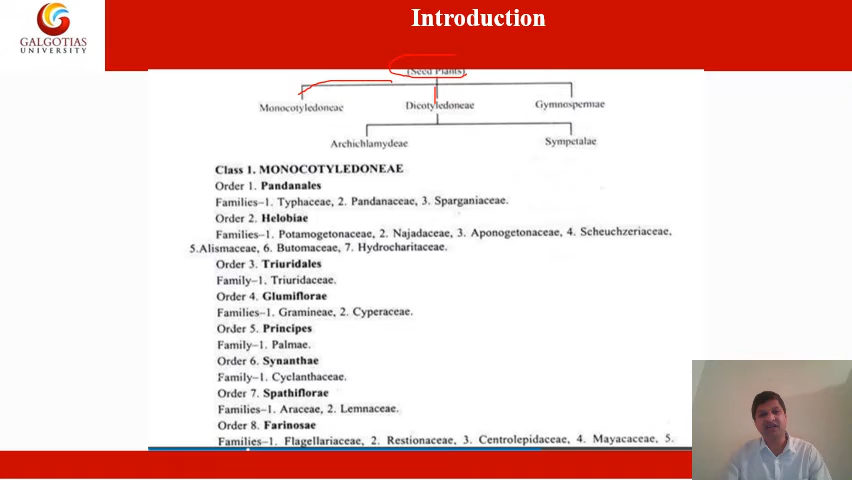 Introduction
GALGOTIAS
UNIVERSITY
(Seed Plants)
Monocotyledoneae Dicotyledoneae Gymnospermae
Archichlamydeae Sympetalae
Class 1. MONOCOTYLEDONEAE
Order 1. Pandanales
Families–1. Typhaceae, 2. Pandanaceae, 3. Sparganiaceae.
Order 2. Helobiae
Families–1. Potamogetonaceae, 2. Najadaceae, 3. Aponogetonaceae, 4. Scheuchzeriaceae,
5.Alismaceae, 6. Butomaceae, 7. Hydrocharitaceae.
Order 3. Triuridales
Family–1. Triuridaceae.
Order 4. Glumiflorae
Families–1. Gramineae, 2. Cyperaceae.
Order 5. Principes
Family–1. Palmae.
Order 6. Synanthae
Family–1. Cyclanthaceae.
Order 7. Spathiflorae
Families–1. Araceae, 2. Lemnaceae.
Order 8. Farinosae
Families–1. Flagellariaceae, 2. Restionaceae, 3. Centrolepidaceae, 4. Mayacaceae, 5.